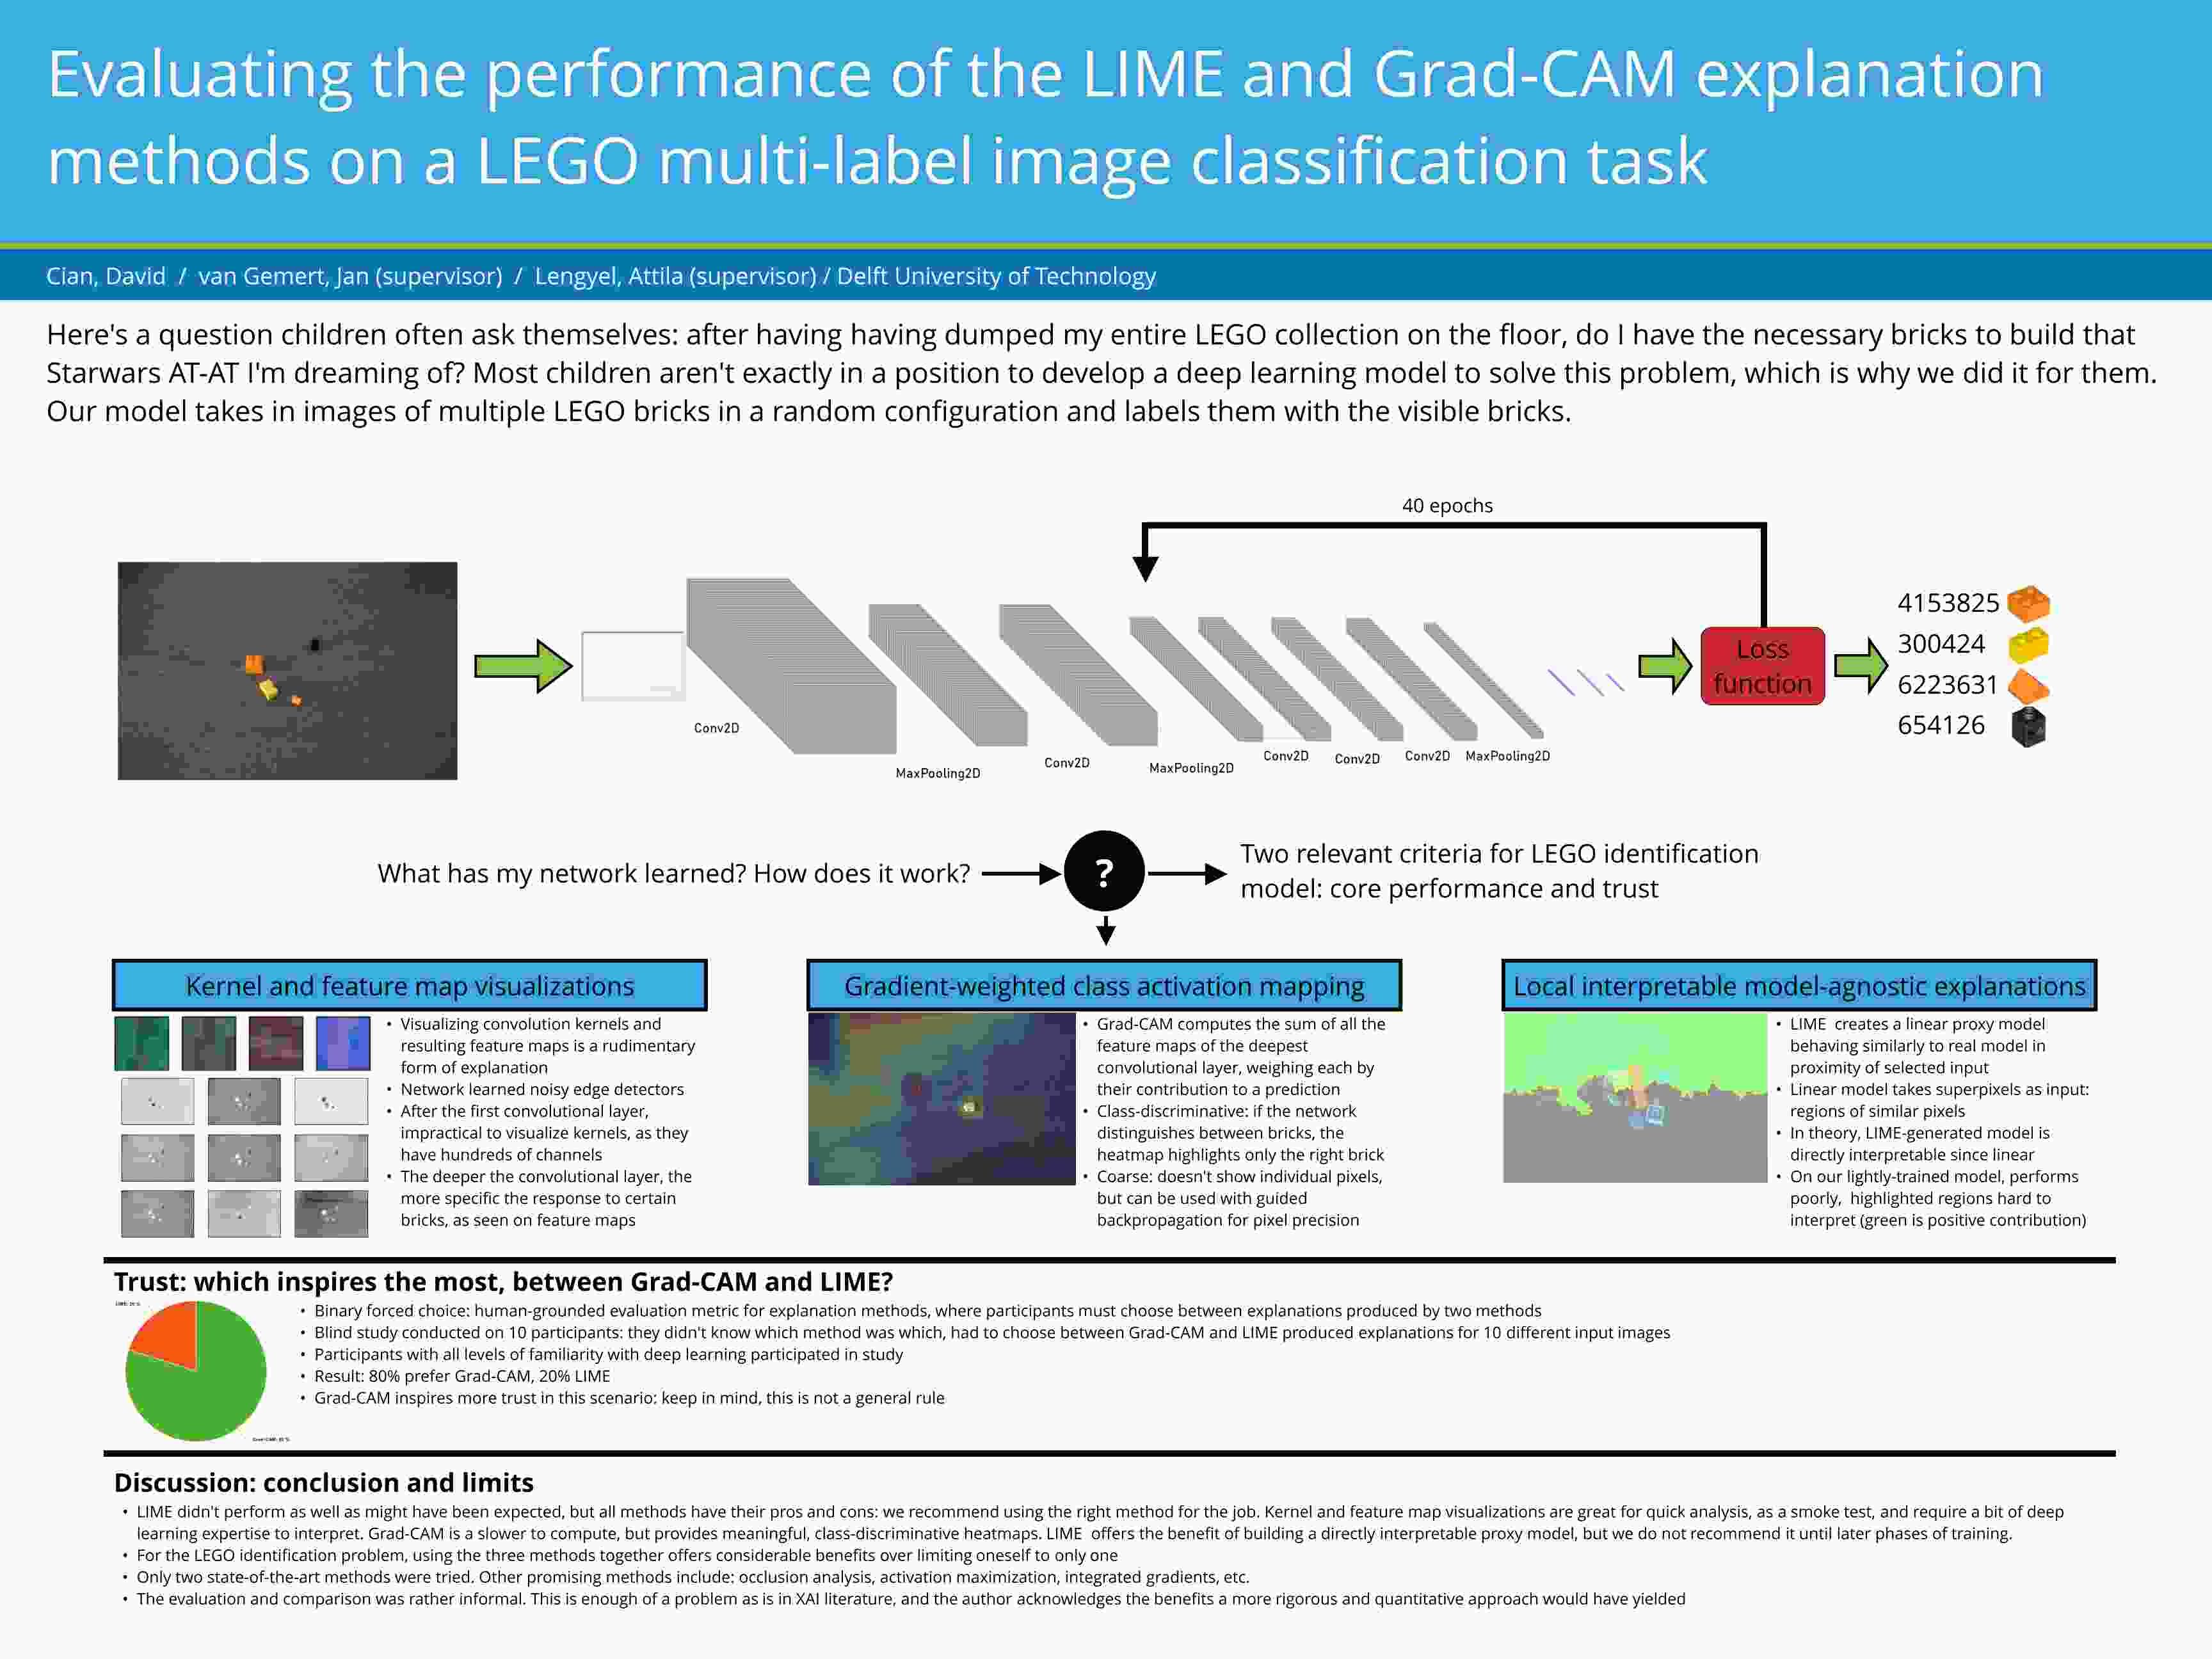 Evaluating the performance of the LIME and Grad-CAM explanation
methods on a LEGO multi-label image classification task
Cian, David / van Gemert, Jan (supervisor) / Lengyel, Attila (supervisor) / Delft University of Technology
Here's a question children often ask themselves: after having having dumped my entire LEGO collection on the floor, do I have the necessary bricks to build that
Starwars AT-AT I'm dreaming of? Most children aren't exactly in a position to develop a deep learning model to solve this problem, which is why we did it for them.
Our model takes in images of multiple LEGO bricks in a random configuration and labels them with the visible bricks.
40 epochs
Conv2D
MaxPooling2D
Conv2D
MaxPooling2D
Conv2D
Conv2D
Conv2D
MaxPooling2D
Loss
function
4153825
300424
6223631
654126
What has my network learned? How does it work?
?
Two relevant criteria for LEGO identification
model: core performance and trust
Kernel and feature map visualizations
• Visualizing convolution kernels and
resulting feature maps is a rudimentary
form of explanation
• Network learned noisy edge detectors
• After the first convolutional layer,
impractical to visualize kernels, as they
have hundreds of channels
• The deeper the convolutional layer, the
more specific the response to certain
bricks, as seen on feature maps
Gradient-weighted class activation mapping
• Grad-CAM computes the sum of all the
feature maps of the deepest
convolutional layer, weighing each by
their contribution to a prediction
• Class-discriminative: if the network
distinguishes between bricks, the
heatmap highlights only the right brick
• Coarse: doesn't show individual pixels,
but can be used with guided
backpropagation for pixel precision
Local interpretable model-agnostic explanations
• LIME creates a linear proxy model
behaving similarly to real model in
proximity of selected input
• Linear model takes superpixels as input:
regions of similar pixels
• In theory, LIME-generated model is
directly interpretable since linear
• On our lightly-trained model, performs
poorly, highlighted regions hard to
interpret (green is positive contribution)
Trust: which inspires the most, between Grad-CAM and LIME?
• Binary forced choice: human-grounded evaluation metric for explanation methods, where participants must choose between explanations produced by two methods
• Blind study conducted on 10 participants: they didn't know which method was which, had to choose between Grad-CAM and LIME produced explanations for 10 different input images
• Participants with all levels of familiarity with deep learning participated in study
• Result: 80% prefer Grad-CAM, 20% LIME
• Grad-CAM inspires more trust in this scenario: keep in mind, this is not a general rule
Discussion: conclusion and limits
• LIME didn't perform as well as might have been expected, but all methods have their pros and cons: we recommend using the right method for the job. Kernel and feature map visualizations are great for quick analysis, as a smoke test, and require a bit of deep
learning expertise to interpret. Grad-CAM is a slower to compute, but provides meaningful, class-discriminative heatmaps. LIME offers the benefit of building a directly interpretable proxy model, but we do not recommend it until later phases of training.
• For the LEGO identification problem, using the three methods together offers considerable benefits over limiting oneself to only one
• Only two state-of-the-art methods were tried. Other promising methods include: occlusion analysis, activation maximization, integrated gradients, etc.
• The evaluation and comparison was rather informal. This is enough of a problem as is in XAI literature, and the author acknowledges the benefits a more rigorous and quantitative approach would have yielded